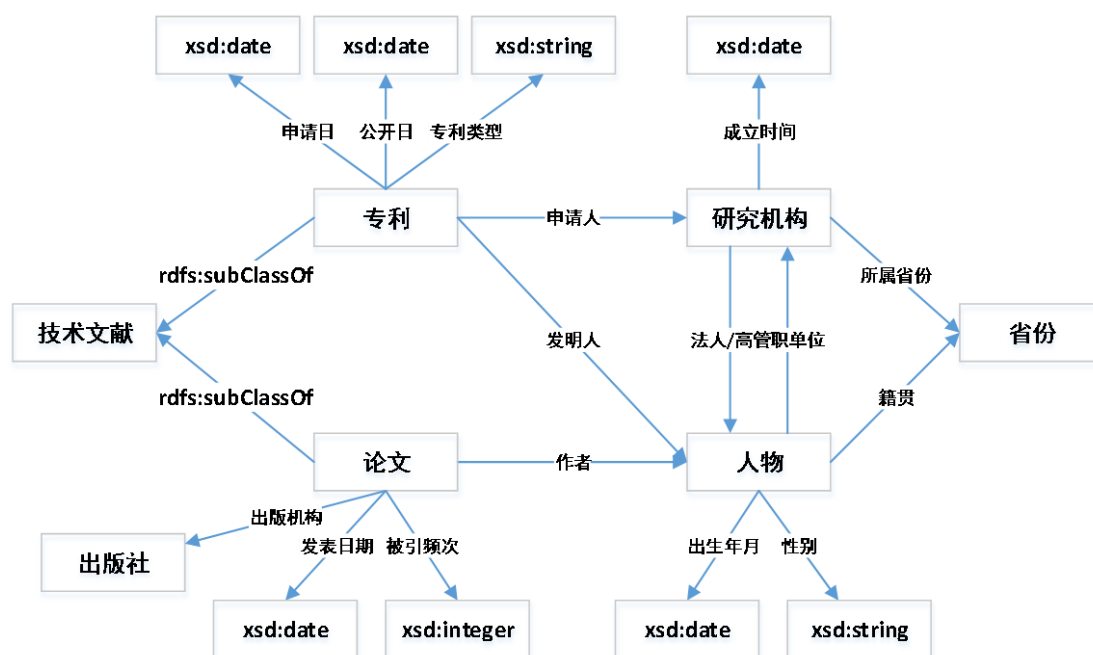 xsd:date
xsd:date
xsd:string
xsd:date
申请日
公开日
专利类型
成立时间
专利
申请人
研究机构
rdfs:subClassOf
所属省份
技术文献
发明人
法人/高管职单位
省份
rdfs:subClassOf
籍贯
论文
作者
人物
出版机构
发表日期
被引频次
出生年月
性别
出版社
xsd:date
xsd:integer
xsd:date
xsd:string